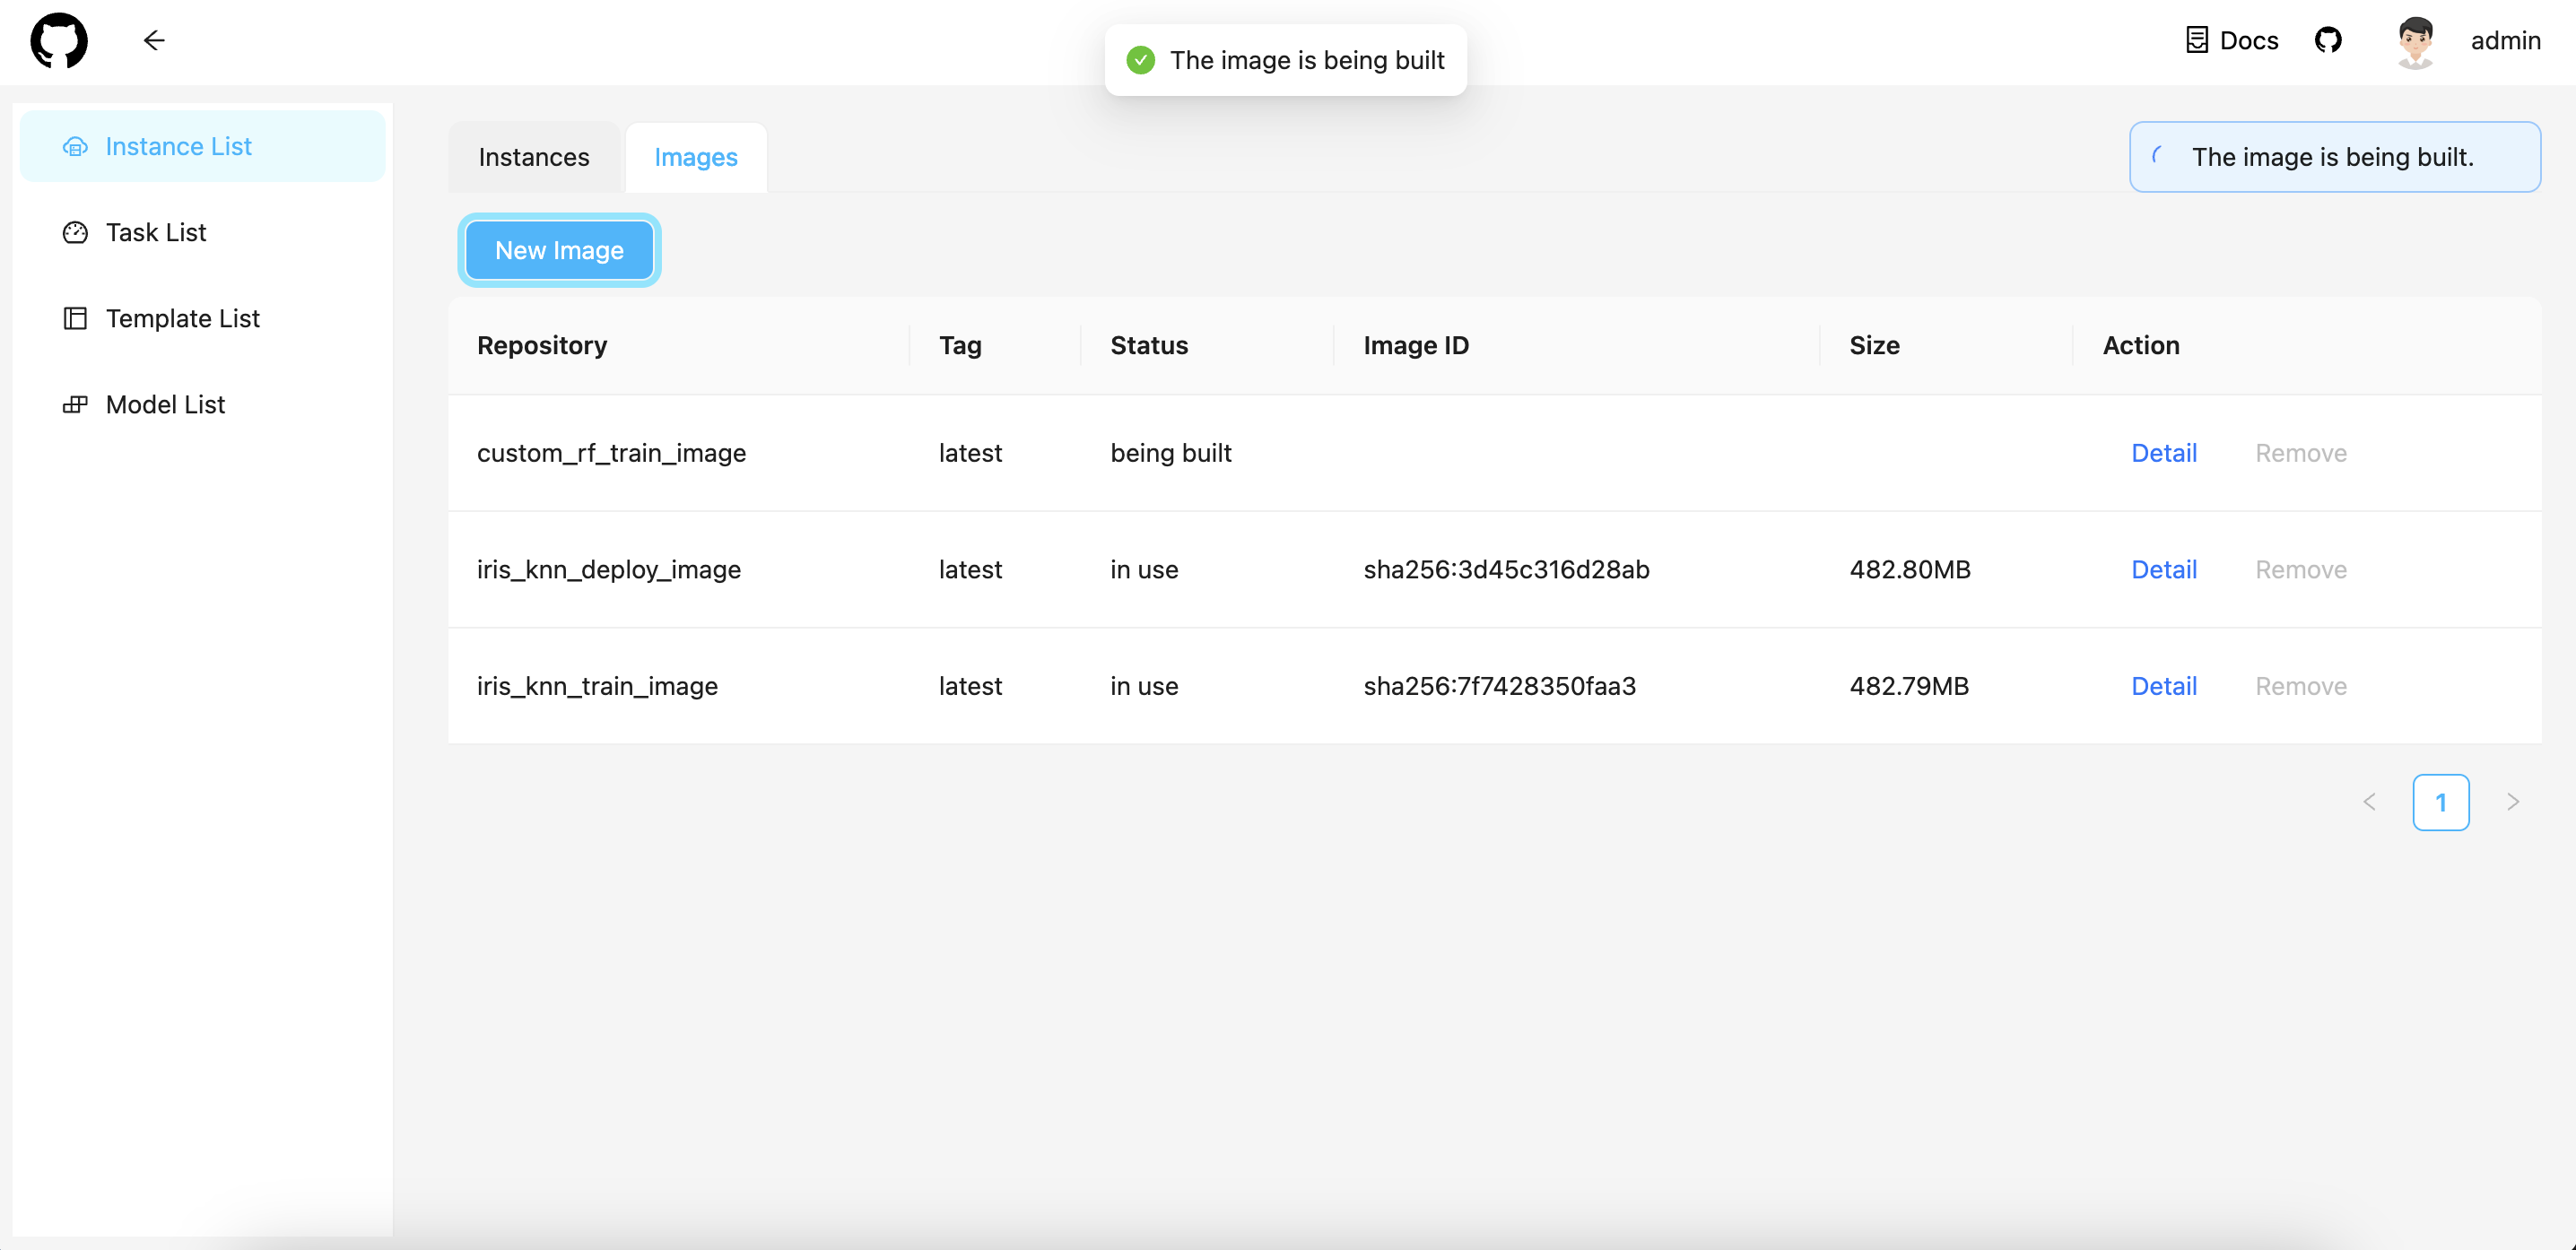 The image is being built
Docs
admin
Instance List
Task List
Template List
Model List
Instances Images
The image is being built.
New Image
Repository Tag Status Image ID Size Action
custom_rf_train_image latest being built Detail Remove
iris_knn_deploy_image latest in use sha256:3d45c316d28ab 482.80MB Detail Remove
iris_knn_train_image latest in use sha256:7f7428350faa3 482.79MB Detail Remove
1